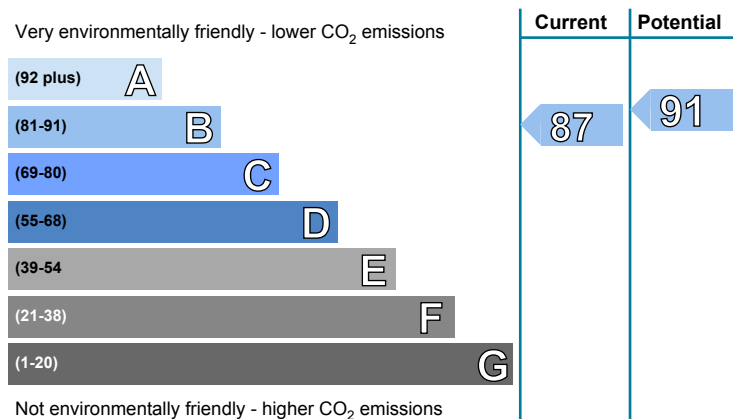 Current Potential
Very environmentally friendly - lower CO₂ emissions
(92 plus) A
(81-91) B
87 91
(69-80) C
(55-68) D
(39-54 E
(21-38) F
(1-20) G
Not environmentally friendly - higher CO₂ emissions